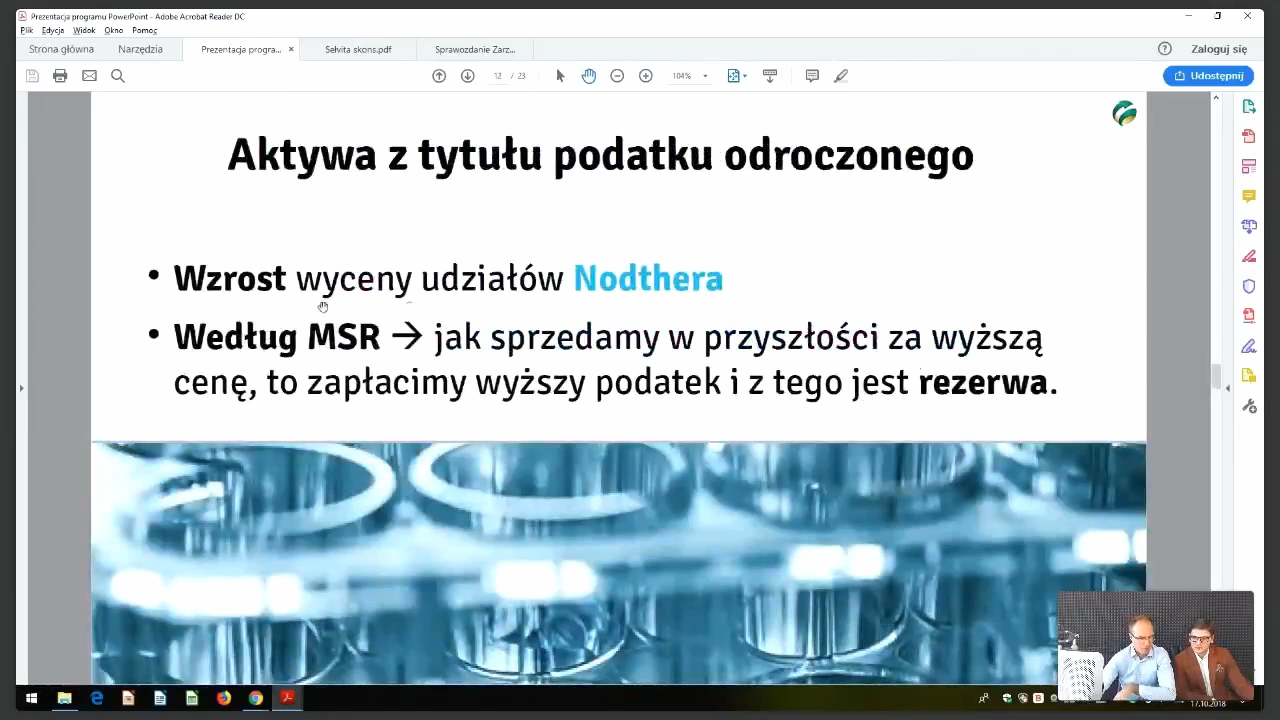 Prezentacja programu PowerPoint - Adobe Acrobat Reader DC
Plik Edycja Widok Okno Pomoc
Strona główna Narzędzia Prezentacja progra... × Selvita skons.pdf Sprawozdanie Zarz... Zaloguj się
12 / 23 104% Udostępnij
Aktywa z tytułu podatku odroczonego
• Wzrost wyceny udziałów Nodthera
• Według MSR → jak sprzedamy w przyszłości za wyższą
cenę, to zapłacimy wyższy podatek i z tego jest rezerwa.
17.10.2018